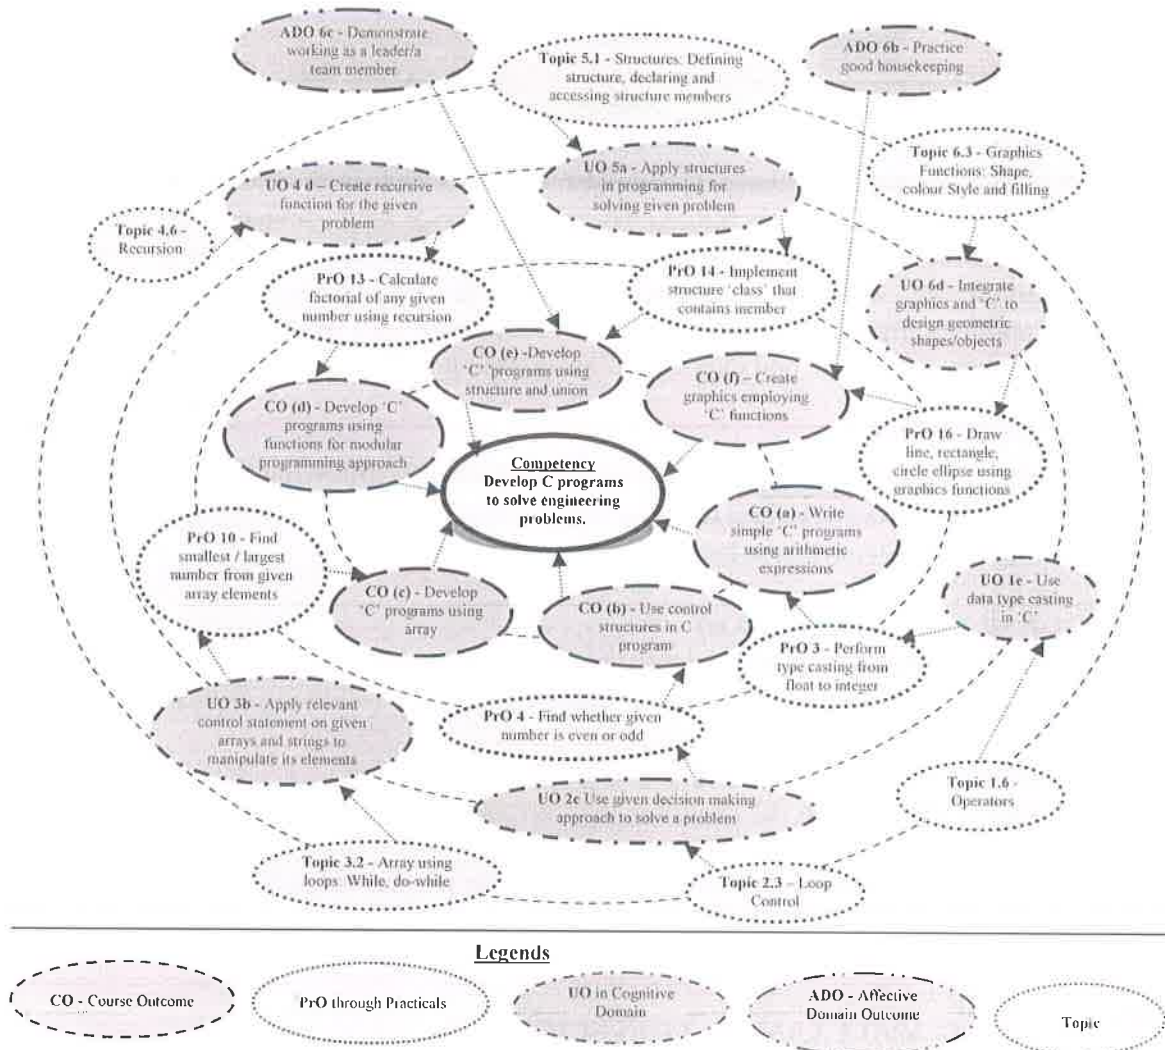 ADO 6c - Demonstrate
working as a leader/a
team member
Topic 5.1 - Structures: Defining
structure, declaring and
accessing structure members
ADO 6b - Practice
good housekeeping
Topic 6.3 - Graphics
Functions: Shape,
colour Style and filling
UO 4 d – Create recursive
function for the given
problem
UO 5a - Apply structures
in programming for
solving given problem
Topic 4.6 -
Recursion
PrO 13 - Calculate
factorial of any given
number using recursion
PrO 14 - Implement
structure 'class' that
contains member
UO 6d - Integrate
graphics and 'C' to
design geometric
shapes/objects
CO (e) -Develop
'C' programs using
structure and union
CO (f) – Create
graphics employing
'C' functions
CO (d) - Develop 'C'
programs using
functions for modular
programming approach
Competency
Develop C programs
to solve engineering
problems.
PrO 16 - Draw
line, rectangle,
circle ellipse using
graphics functions
CO (a) - Write
simple 'C' programs
using arithmetic
expressions
PrO 10 - Find
smallest / largest
number from given
array elements
CO (c) - Develop
'C' programs using
array
CO (b) - Use control
structures in C
program
UO 1e - Use
data type casting
in 'C'
PrO 3 - Perform
type casting from
float to integer
UO 3b - Apply relevant
control statement on given
arrays and strings to
manipulate its elements
PrO 4 - Find whether given
number is even or odd
UO 2c Use given decision making
approach to solve a problem
Topic 1.6 -
Operators
Topic 3.2 - Array using
loops: While, do-while
Topic 2.3 – Loop
Control
Legends
CO - Course Outcome
PrO through Practicals
UO in Cognitive
Domain
ADO - Affective
Domain Outcome
Topic